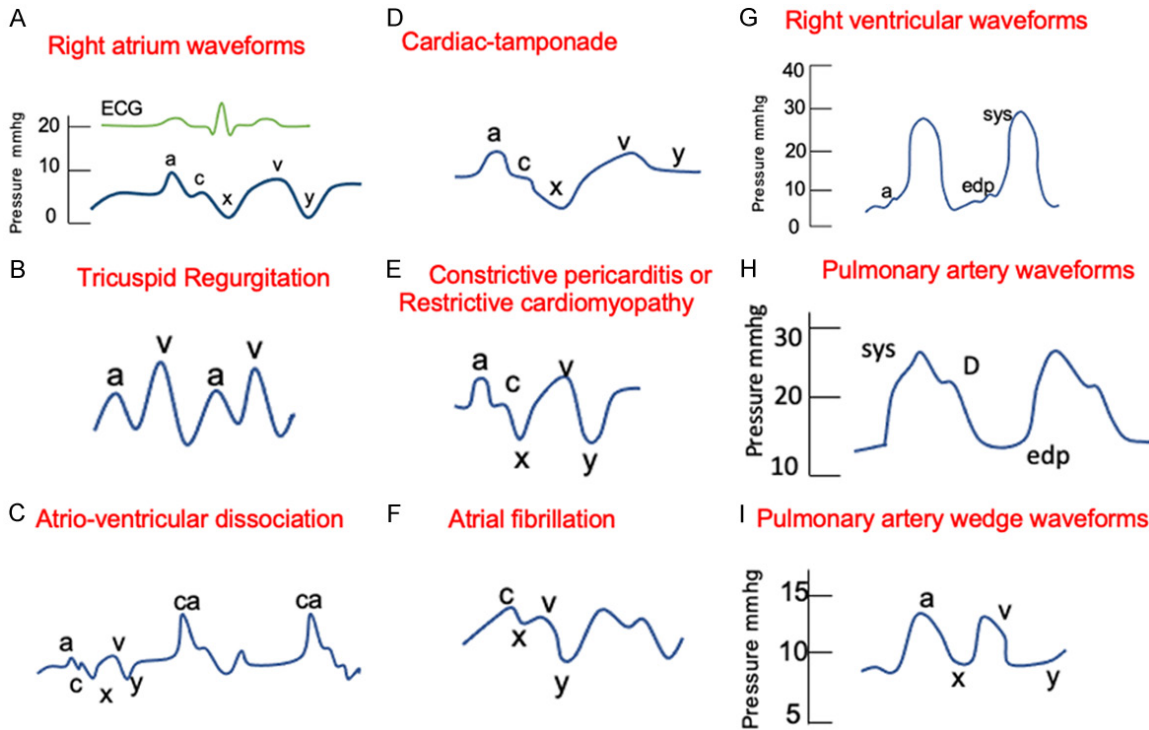 A
Right atrium waveforms
ECG
Pressure mmhg
20
10
0
a
c
x
v
y
B
Tricuspid Regurgitation
a
v
a
v
C
Atrio-ventricular dissociation
a
c
x
v
y
ca
ca
D
Cardiac-tamponade
a
c
x
v
y
E
Constrictive pericarditis or
Restrictive cardiomyopathy
a
c
x
v
y
F
Atrial fibrillation
c
x
v
y
G
Right ventricular waveforms
Pressure mmhg
40
30
20
10
0
a
edp
sys
H
Pulmonary artery waveforms
Pressure mmhg
30
20
10
sys
D
edp
I
Pulmonary artery wedge waveforms
Pressure mmhg
15
10
5
a
x
v
y